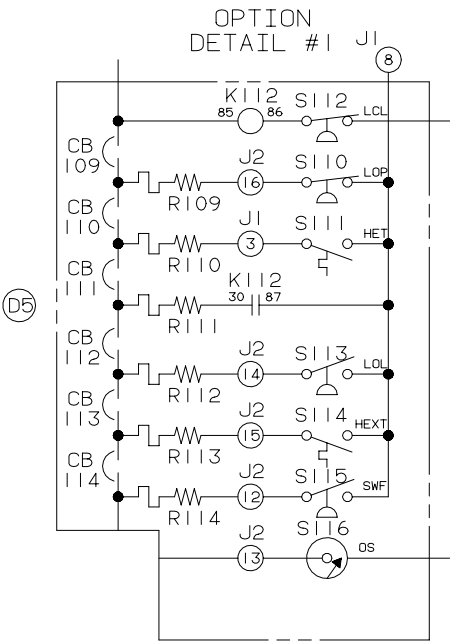 OPTION
DETAIL #1
J1
8
K112
85 86
S112
LCL
CB
109
J2
16
S110
LOP
R109
CB
110
J1
3
S111
HET
R110
CB
111
K112
30 87
D5
R111
CB
112
J2
14
S113
LOL
R112
CB
113
J2
15
S114
HEXT
R113
CB
114
J2
12
S115
SWF
R114
S116
J2
13
OS